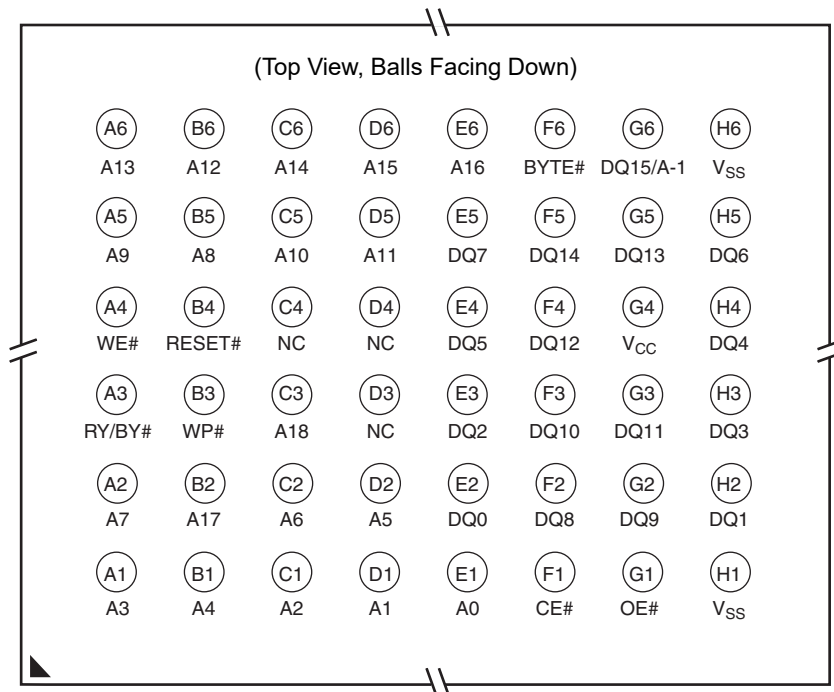 (Top View, Balls Facing Down)
A6 B6 C6 D6 E6 F6 G6 H6
A13 A12 A14 A15 A16 BYTE# DQ15/A-1 VSS
A5 B5 C5 D5 E5 F5 G5 H5
A9 A8 A10 A11 DQ7 DQ14 DQ13 DQ6
A4 B4 C4 D4 E4 F4 G4 H4
WE# RESET# NC NC DQ5 DQ12 VCC DQ4
A3 B3 C3 D3 E3 F3 G3 H3
RY/BY# WP# A18 NC DQ2 DQ10 DQ11 DQ3
A2 B2 C2 D2 E2 F2 G2 H2
A7 A17 A6 A5 DQ0 DQ8 DQ9 DQ1
A1 B1 C1 D1 E1 F1 G1 H1
A3 A4 A2 A1 A0 CE# OE# VSS